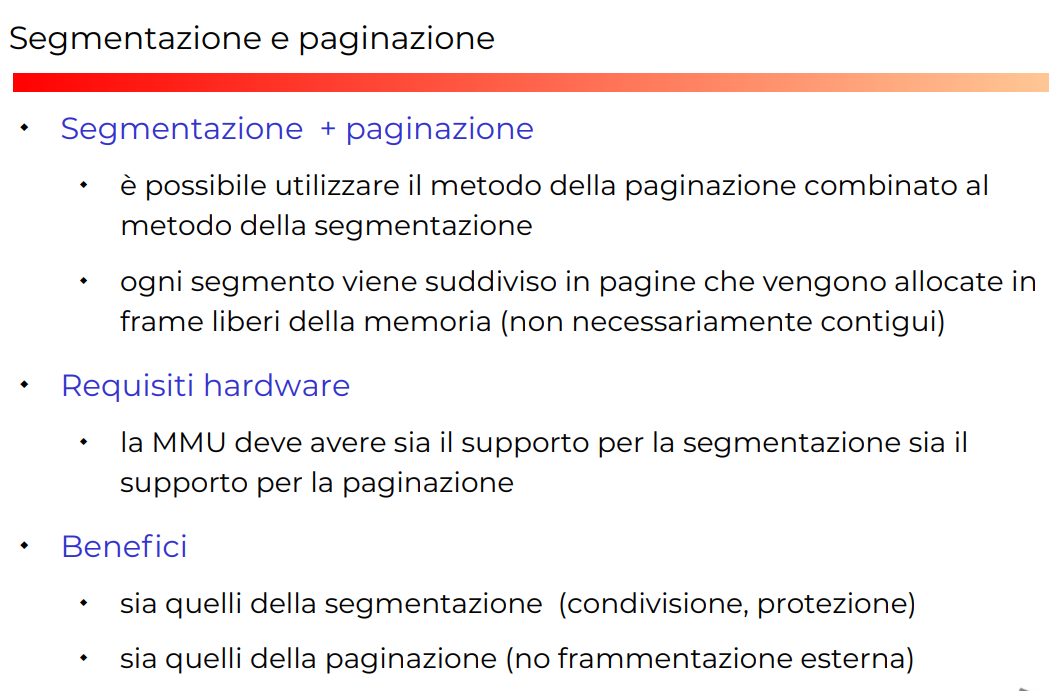 Segmentazione e paginazione
Segmentazione + paginazione
è possibile utilizzare il metodo della paginazione combinato al
metodo della segmentazione
ogni segmento viene suddiviso in pagine che vengono allocate in
frame liberi della memoria (non necessariamente contigui)
Requisiti hardware
la MMU deve avere sia il supporto per la segmentazione sia il
supporto per la paginazione
Benefici
sia quelli della segmentazione (condivisione, protezione)
sia quelli della paginazione (no frammentazione esterna)